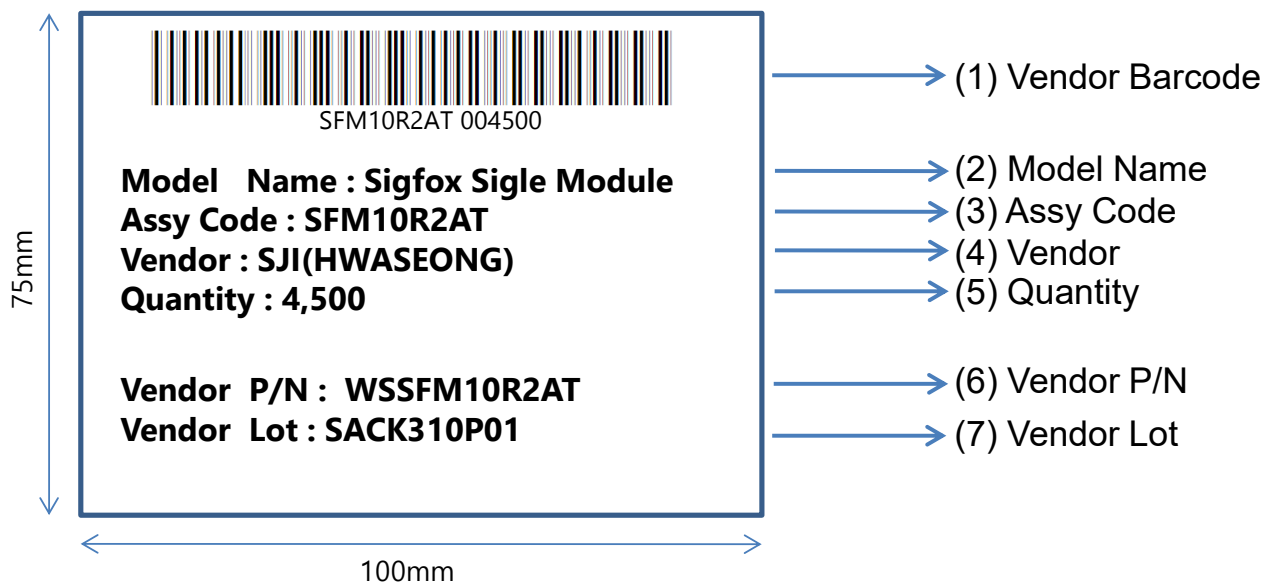 SFM10R2AT 004500
(1) Vendor Barcode
Model Name : Sigfox Sigle Module
(2) Model Name
Assy Code : SFM10R2AT
(3) Assy Code
Vendor : SJI(HWASEONG)
(4) Vendor
Quantity : 4,500
(5) Quantity
75mm
Vendor P/N : WSSFM10R2AT
(6) Vendor P/N
Vendor Lot : SACK310P01
(7) Vendor Lot
100mm